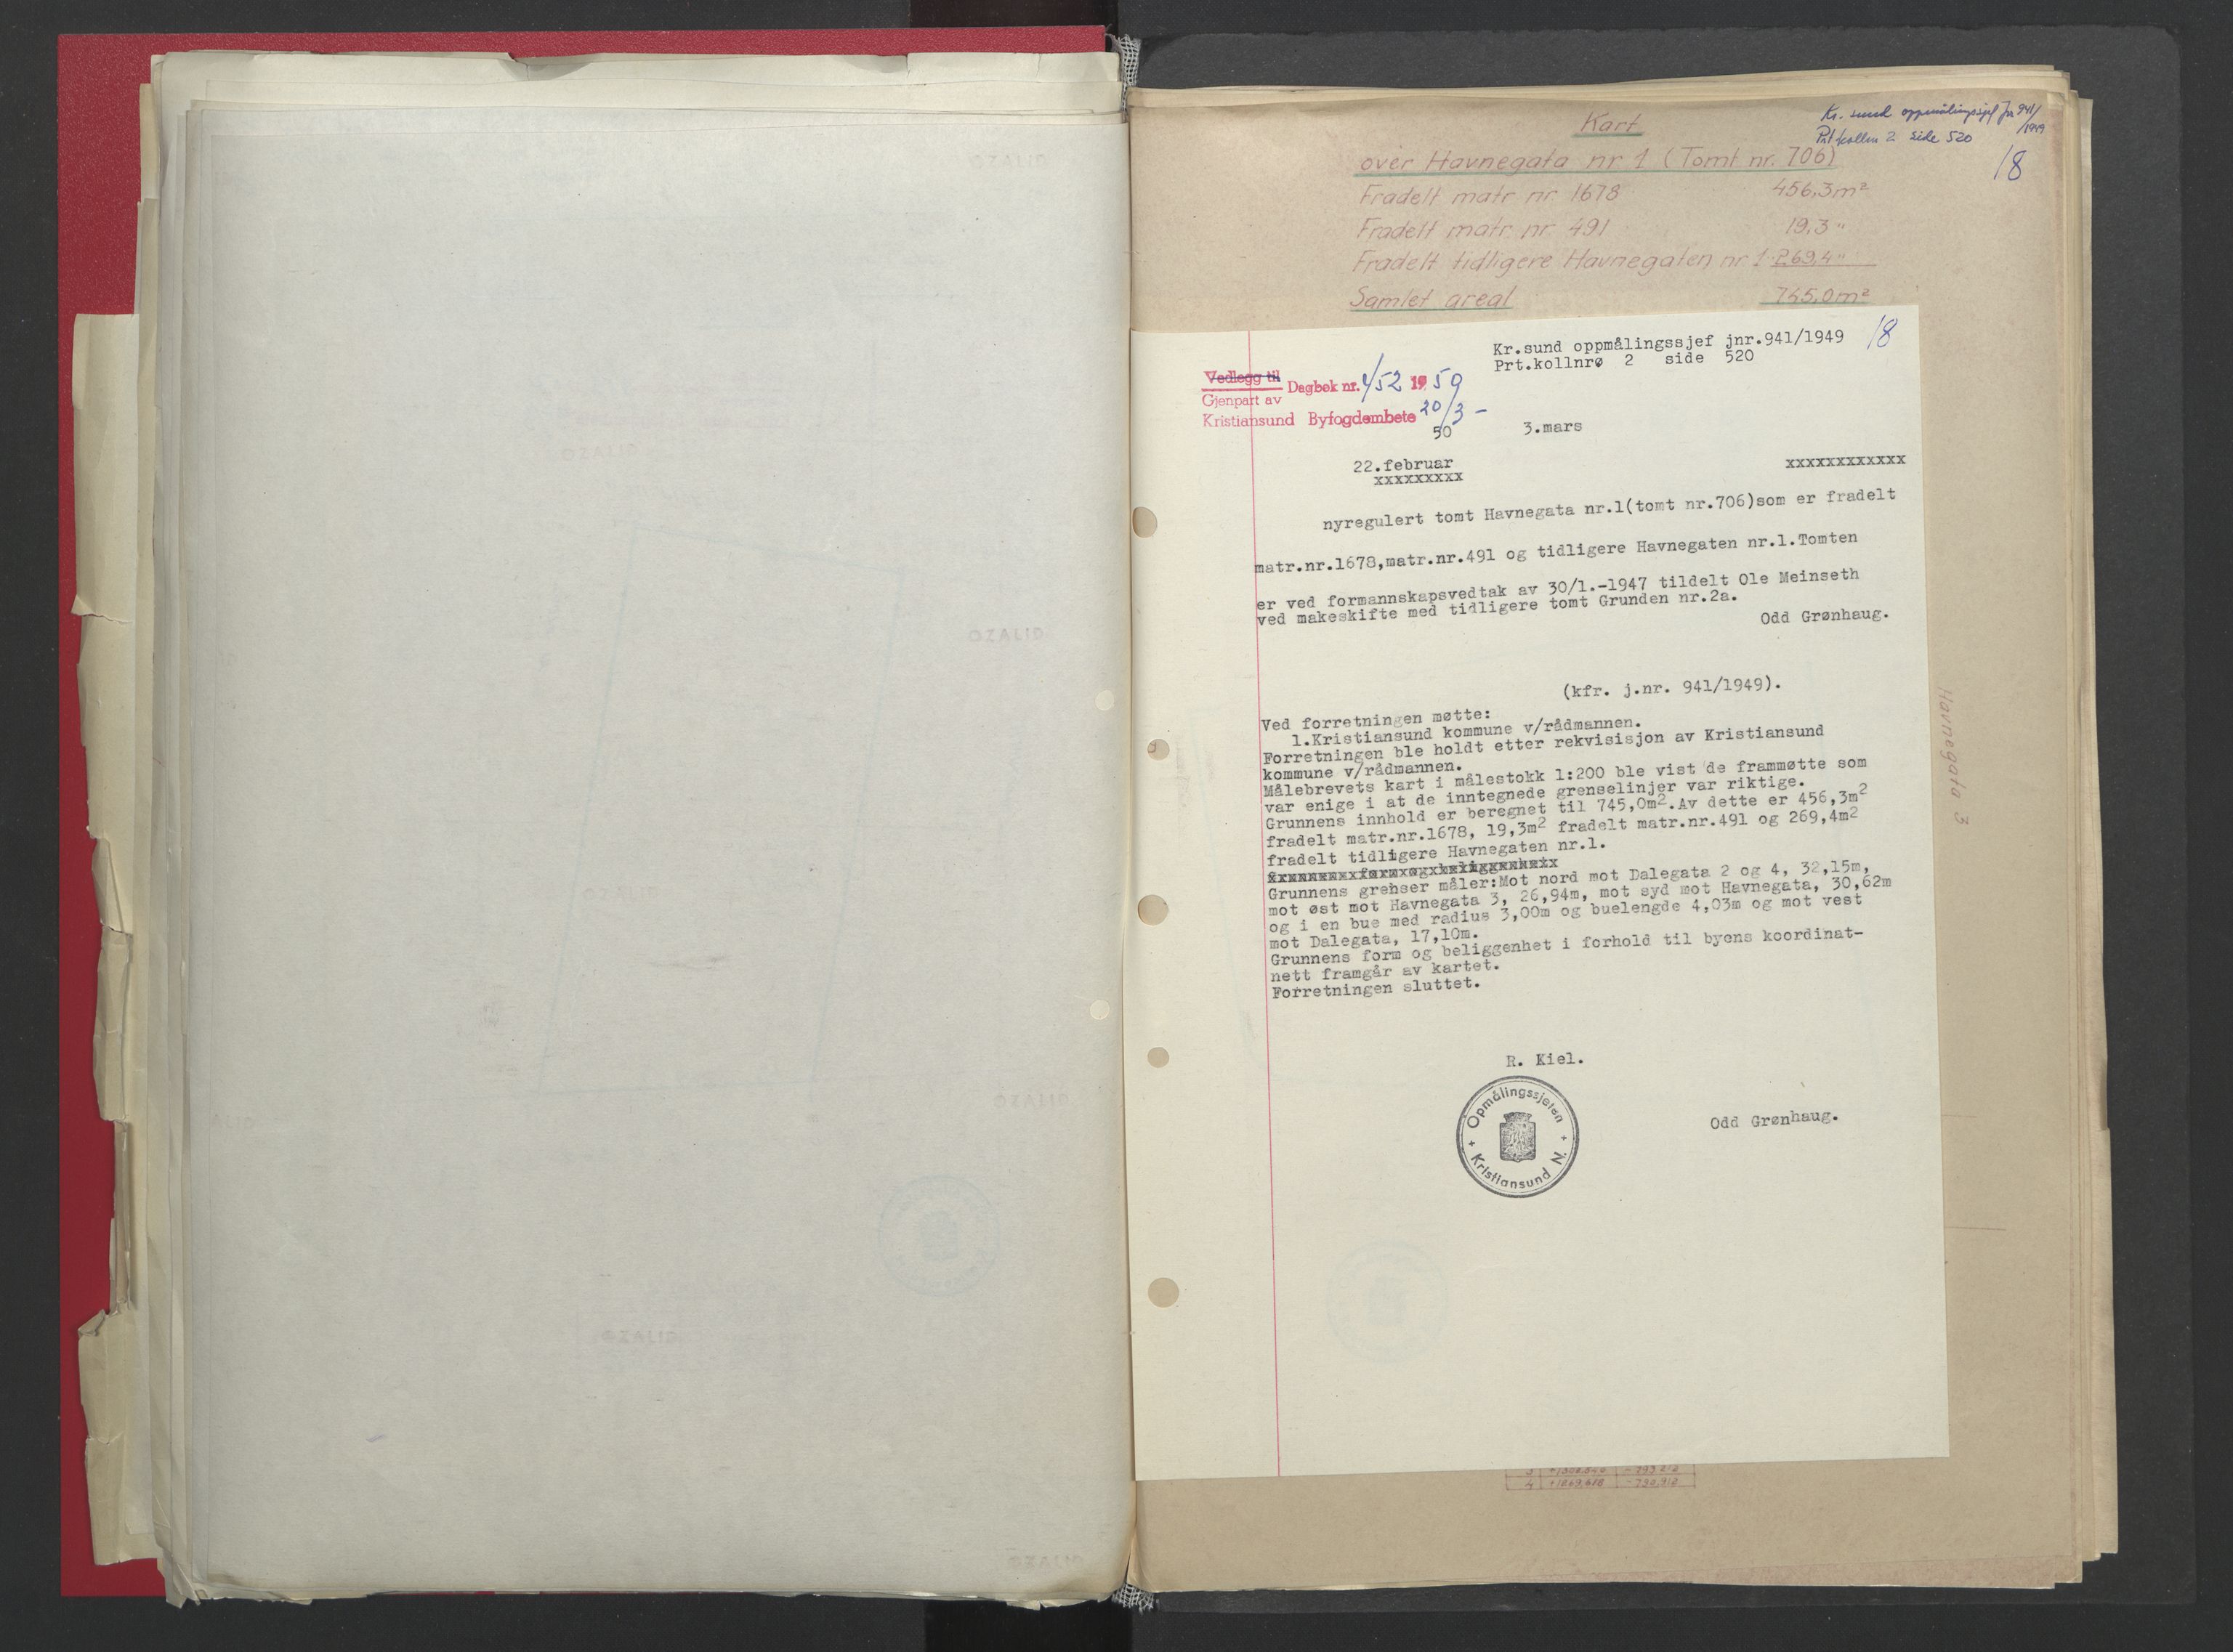 Kart
over Havnegata nr 1 (Tomt nr. 706)
Fradelt matr nr 1678 456,3m²
Fradelt matr. nr 491 19,3 "
Fradelt tidligere Havnegaten nr 1 269,4 "
Samlet areal 745,0m²
Kr. sund oppmålingssjef Jnr 941/
1949
Prt kolln 2 side 520
18
Kr.sund oppmålingssjef jnr.941/1949
18
Prt.kollnrø 2 side 520
Vedlegg til
Gjenpart av
Dagbok nr. 452 1950
Kristiansund Byfogdembete 20/3 -
50 3.mars
22.februar xxxxxxxxxxxx
xxxxxxxxx
nyregulert tomt Havnegata nr.1(tomt nr.706)som er fradelt
matr.nr.1678,matr.nr.491 og tidligere Havnegaten nr.1.Tomten
er ved formannskapsvedtak av 30/1.-1947 tildelt Ole Meinseth
ved makeskifte med tidligere tomt Grunden nr.2a.
Odd Grønhaug.
(kfr. j.nr. 941/1949).
Ved forretningen møtte:
1.Kristiansund kommune v/rådmannen.
Forretningen ble holdt etter rekvisisjon av Kristiansund
kommune v/rådmannen.
Målebrevets kart i målestokk 1:200 ble vist de frammøtte som
var enige i at de inntegnede grenselinjer var riktige.
Grunnens innhold er beregnet til 745,0m².Av dette er 456,3m²
fradelt matr.nr.1678, 19,3m² fradelt matr.nr.491 og 269,4m²
fradelt tidligere Havnegaten nr.1.
Grunnens grenser måler:Mot nord mot Dalegata 2 og 4, 32,15m,
mot øst mot Havnegata 3, 26,94m, mot syd mot Havnegata, 30,62m
og i en bue med radius 3,00m og buelengde 4,03m og mot vest
mot Dalegata, 17,10m.
Grunnens form og beliggenhet i forhold til byens koordinat-
nett framgår av kartet.
Forretningen sluttet.
R. Kiel.
Opmålingssjefen
Kristiansund N.
Odd Grønhaug.
Havnegata 3
4 +1269,618 -790,910
OZALID
OZALID
OZALID
OZALID
OZALID
OZALID